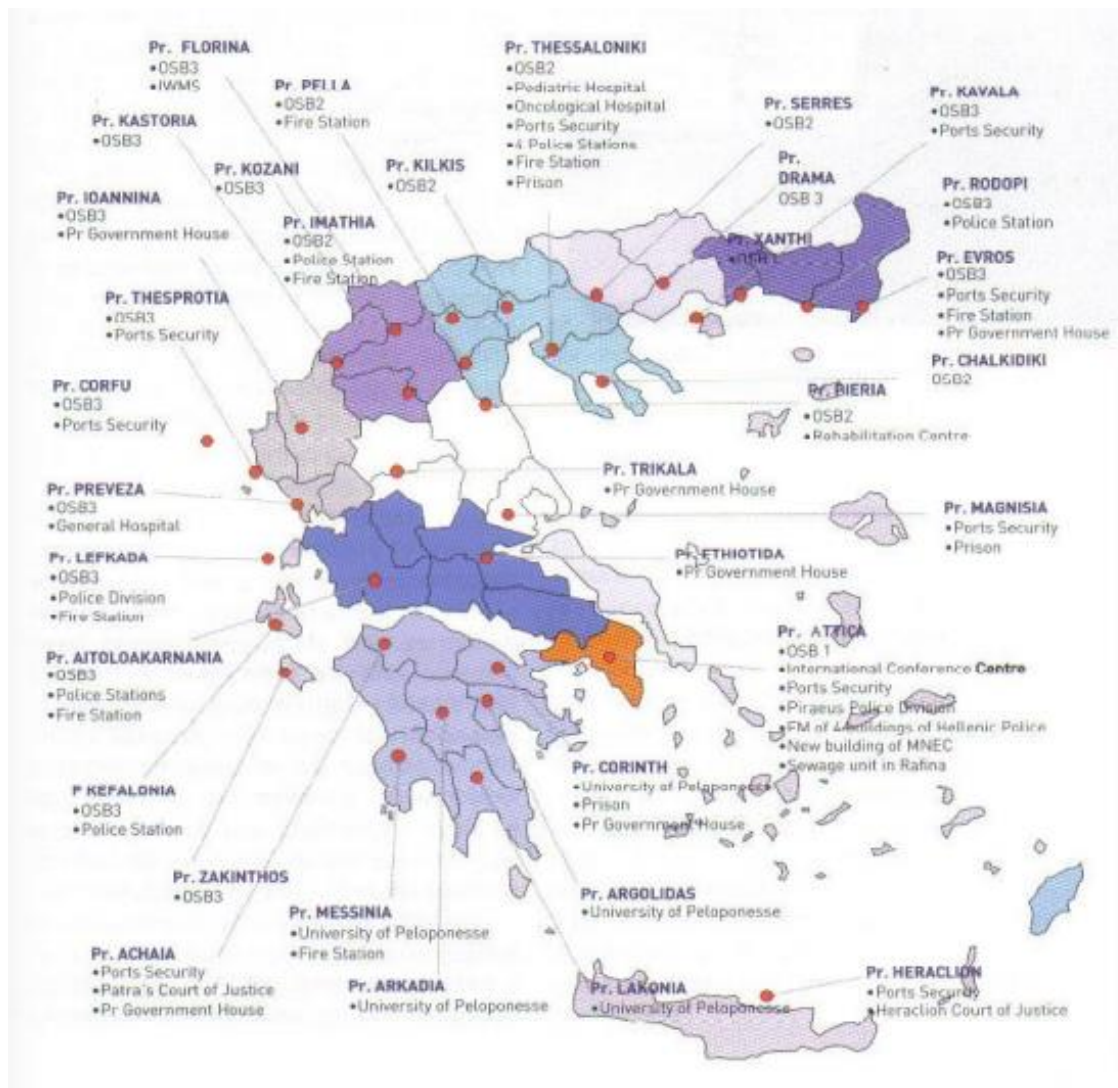 Pr. FLORINA
•OSB3
•IWMS
Pr. PELLA
•OSB2
•Fire Station
Pr. THESSALONIKI
•OSB2
•Pediatric Hospital
•Oncological Hospital
•Ports Security
•4 Police Stations
•Fire Station
•Prison
Pr. SERRES
•OSB2
Pr. KAVALA
•OSB3
•Ports Security
Pr. KASTORIA
•OSB3
Pr. KOZANI
•OSB3
Pr. KILKIS
•OSB2
Pr.
DRAMA
OSB 3
Pr. RODOPI
•OSB3
•Police Station
Pr. IOANNINA
•OSB3
•Pr Government House
Pr. IMATHIA
•OSB2
•Police Station
•Fire Station
Pr. XANTHI
Pr. EVROS
•OSB3
•Ports Security
•Fire Station
•Pr Government House
Pr. THESPROTIA
•OSB3
•Ports Security
Pr. CHALKIDIKI
OSB2
Pr. CORFU
•OSB3
•Ports Security
Pr. PIERIA
•OSB2
•Rehabilitation Centre
Pr. TRIKALA
•Pr Government House
Pr. PREVEZA
•OSB3
•General Hospital
Pr. MAGNISIA
•Ports Security
•Prison
Pr. LEFKADA
•OSB3
•Police Division
•Fire Station
Pr. FTHIOTIDA
•Pr Government House
Pr. AITOLOAKARNANIA
•OSB3
•Police Stations
•Fire Station
Pr. ATTICA
•OSB 1
•International Conference Centre
•Ports Security
•Piraeus Police Division
•FM of 4 buildings of Hellenic Police
•New building of MNEC
•Sewage unit in Rafina
P KEFALONIA
•OSB3
•Police Station
Pr. CORINTH
•University of Peloponesse
•Prison
•Pr Government House
Pr. ZAKINTHOS
•OSB3
Pr. MESSINIA
•University of Peloponesse
•Fire Station
Pr. ARGOLIDAS
•University of Peloponesse
Pr. ACHAIA
•Ports Security
•Patra's Court of Justice
•Pr Government House
Pr. ARKADIA
•University of Peloponesse
Pr. LAKONIA
•University of Peloponesse
Pr. HERACLION
•Ports Security
•Heraclion Court of Justice